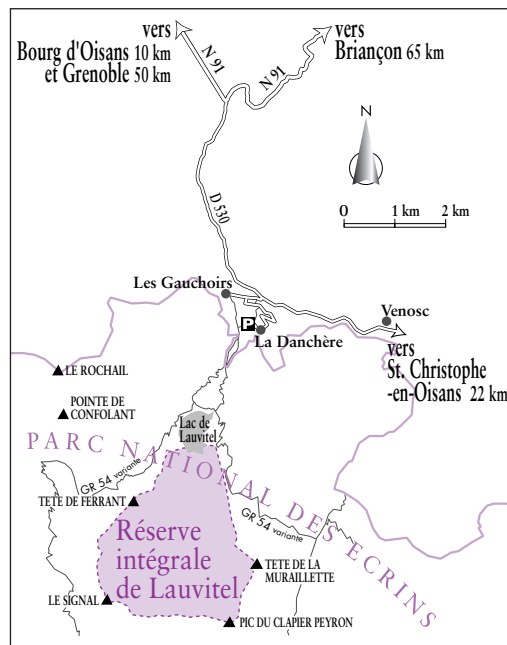 vers
Bourg d'Oisans 10 km
et Grenoble 50 km
N 91
N 91
vers
Briançon 65 km
N
0 1 km 2 km
D 530
Les Gauchoirs
P
La Danchère
Venosc
vers
St. Christophe
-en-Oisans 22 km
LE ROCHAIL
POINTE DE
CONFOLANT
Lac de
Lauvitel
PARC NATIONAL DES ECRINS
GR 54 variante
GR 54 variante
TETE DE FERRANT
Réserve
intégrale
de Lauvitel
TETE DE LA
MURAILLETTE
LE SIGNAL
PIC DU CLAPIER PEYRON